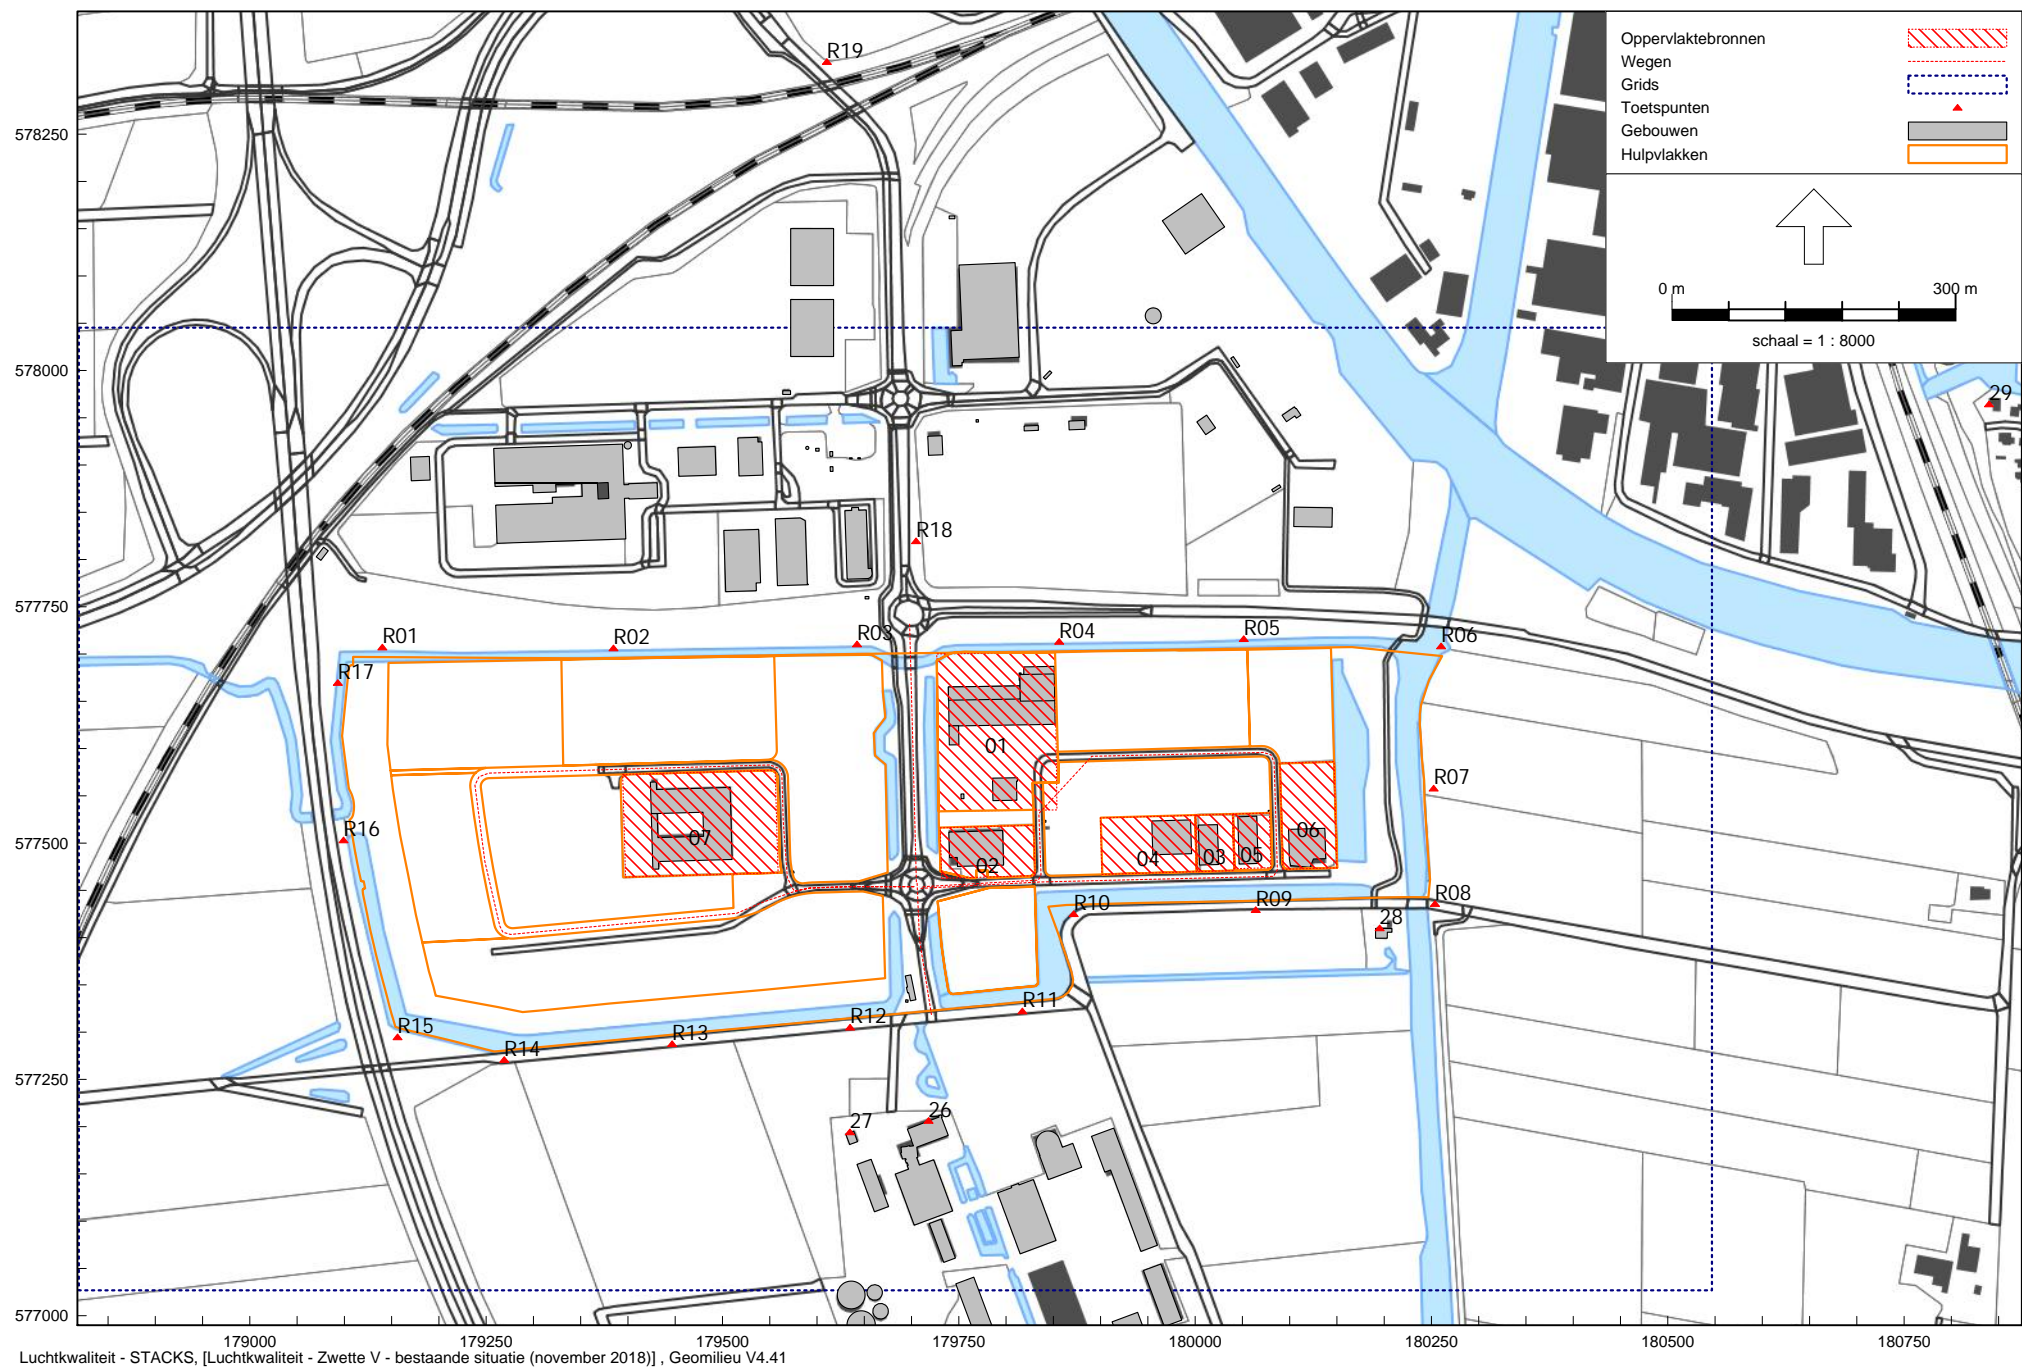 R19
Oppervlaktebronnen
Wegen
Grids
Toetspunten
Gebouwen
Hulpvlakken
0 m 300 m
schaal = 1 : 8000
578250
578000
577750
577500
577250
577000
29
R18
R01 R02 R03 R04 R05 R06
R17
01
R07
R16
07
02
04 03 05 06
R10 R09 R08
28
R15 R14 R13 R12 R11
27 26
179000 179250 179500 179750 180000 180250 180500 180750
Luchtkwaliteit - STACKS, [Luchtkwaliteit - Zwette V - bestaande situatie (november 2018)] , Geomilieu V4.41